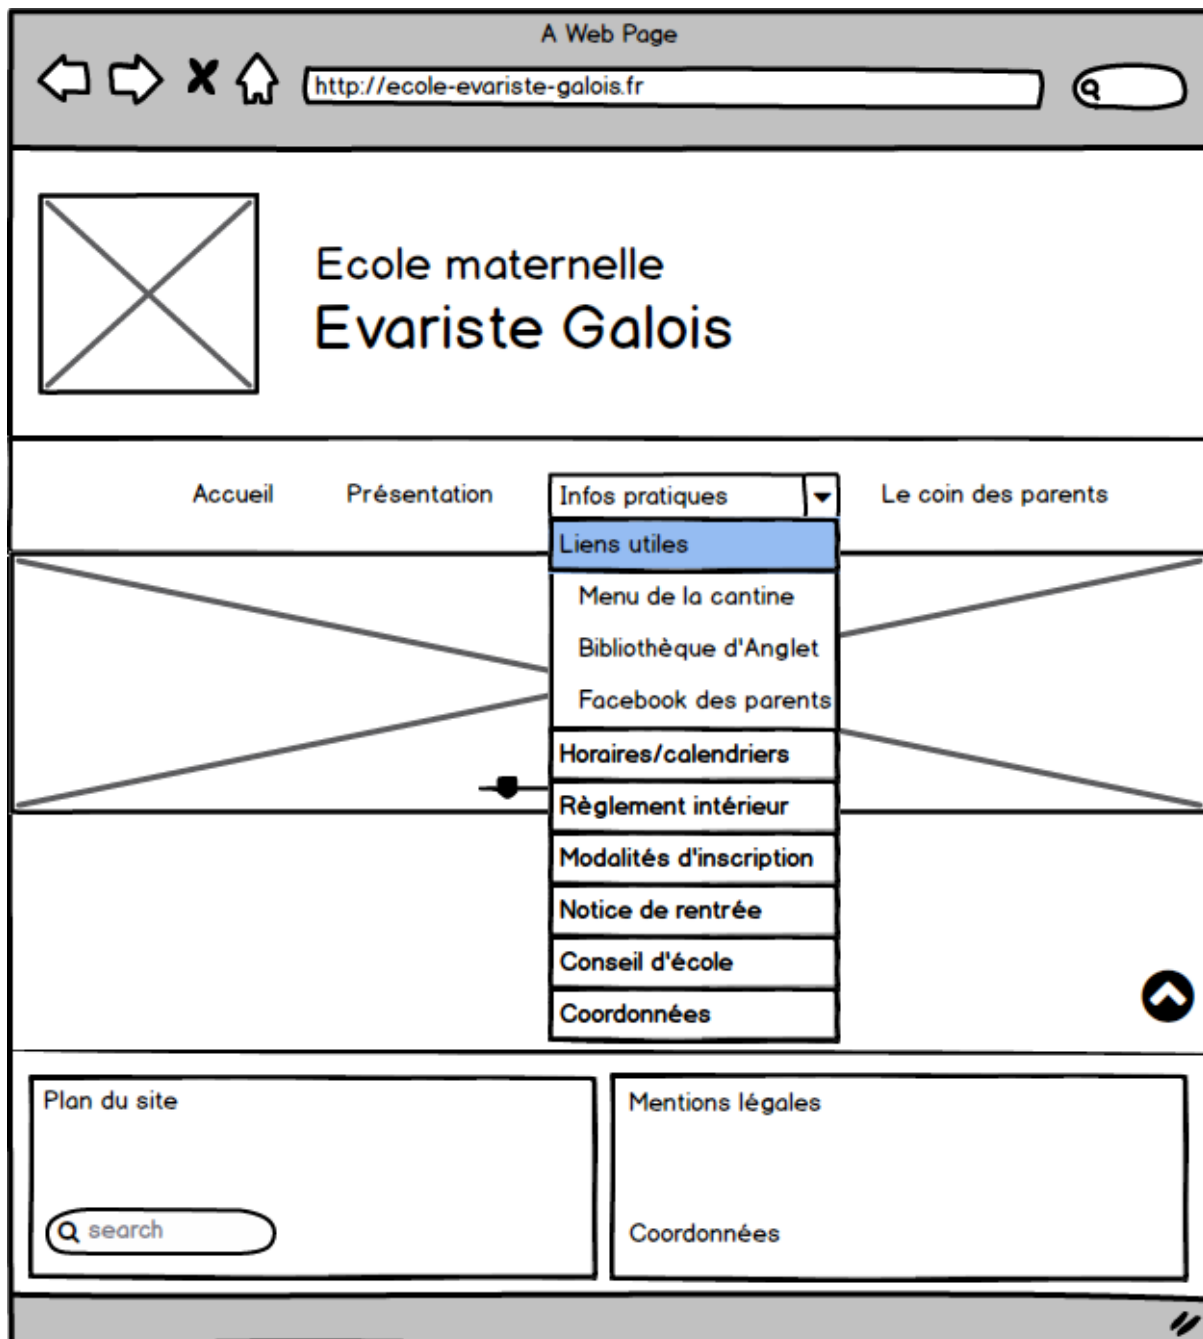 A Web Page
http://ecole-evariste-galois.fr
Ecole maternelle
Evariste Galois
Accueil
Présentation
Infos pratiques
Le coin des parents
Liens utiles
Menu de la cantine
Bibliothèque d'Anglet
Facebook des parents
Horaires/calendriers
Règlement intérieur
Modalités d'inscription
Notice de rentrée
Conseil d'école
Coordonnées
Plan du site
search
Mentions légales
Coordonnées